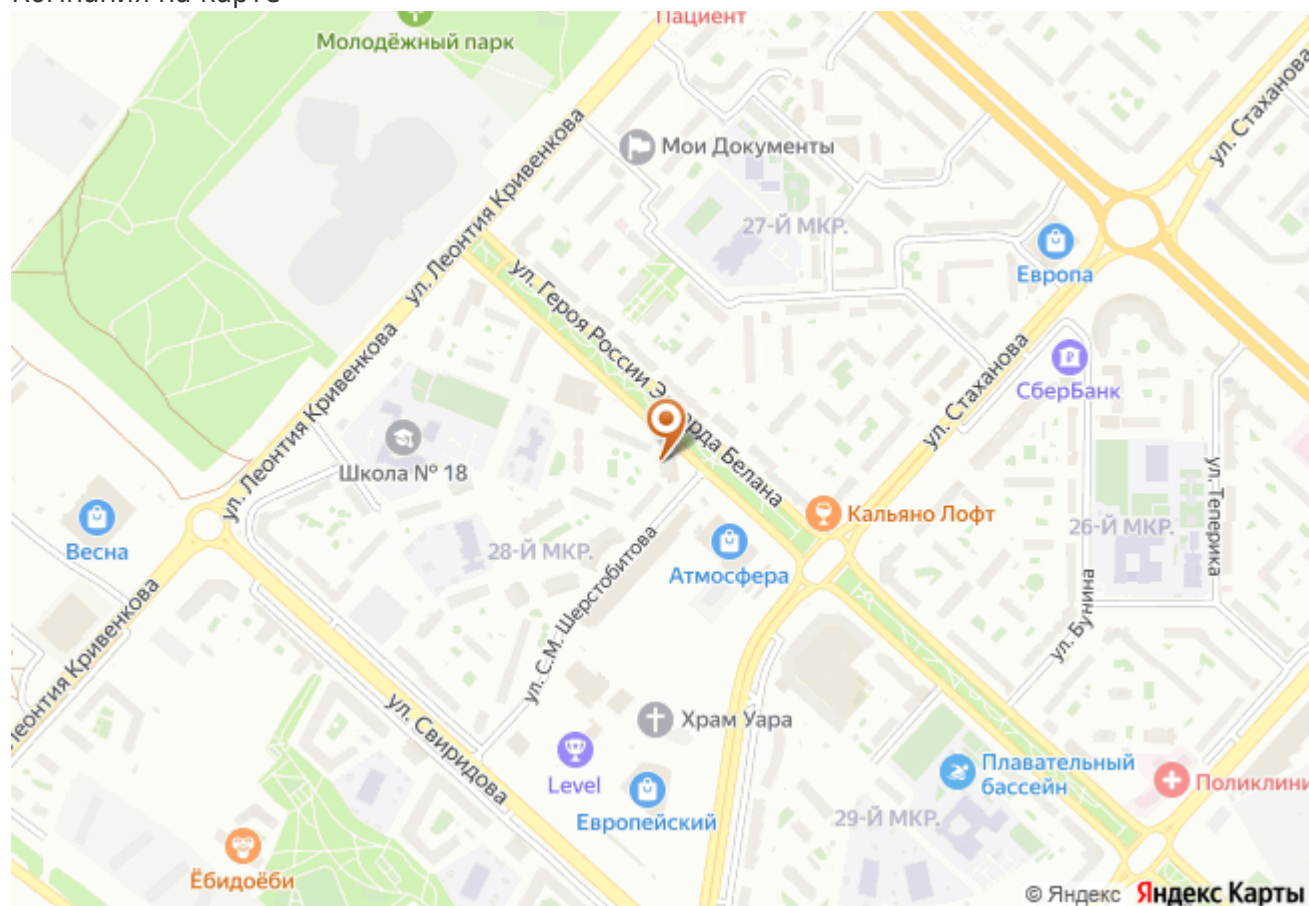 Компания на карте
Пациент
Молодёжный парк
ул. Стаханова
Мои Документы
ул. Леонтия Кривенкова
27-Й МКР.
Европа
ул. Героя России Эдуарда Белана
ул. Леонтия Кривенкова
ул. Стаханова
СберБанк
Школа № 18
ул. Теперика
Весна
Кальяно Лофт
28-Й МКР.
26-Й МКР.
Атмосфера
ул. С.М. Шерстобитова
ул. Бунина
Леонтия Кривенкова
ул. Свиридова
Храм Уара
Level
Плавательный
бассейн
Поликлини
Европейский
29-Й МКР.
Ёбидоёби
© Яндекс Яндекс Карты